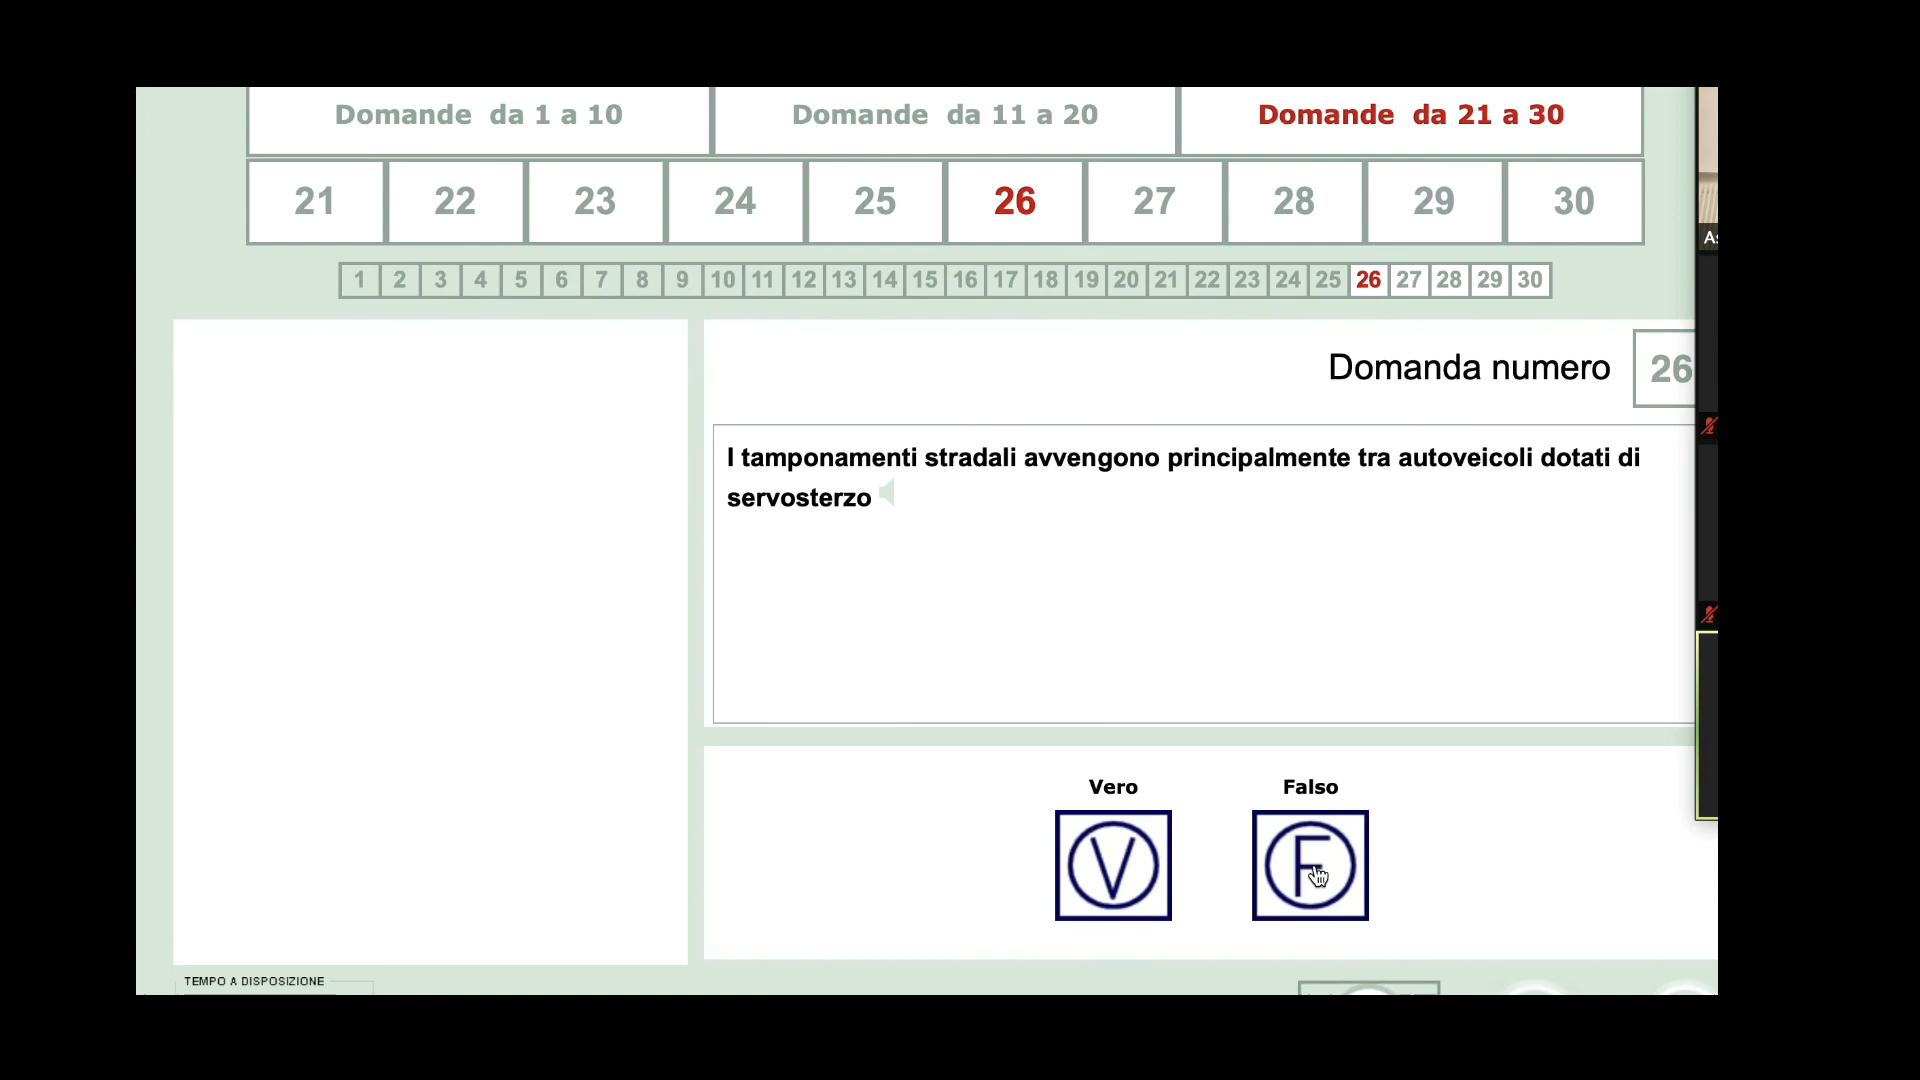 Domande da 1 a 10 Domande da 11 a 20 Domande da 21 a 30
21 22 23 24 25 26 27 28 29 30
1 2 3 4 5 6 7 8 9 10 11 12 13 14 15 16 17 18 19 20 21 22 23 24 25 26 27 28 29 30
Domanda numero 26
I tamponamenti stradali avvengono principalmente tra autoveicoli dotati di
servosterzo
Vero Falso
V F
TEMPO A DISPOSIZIONE